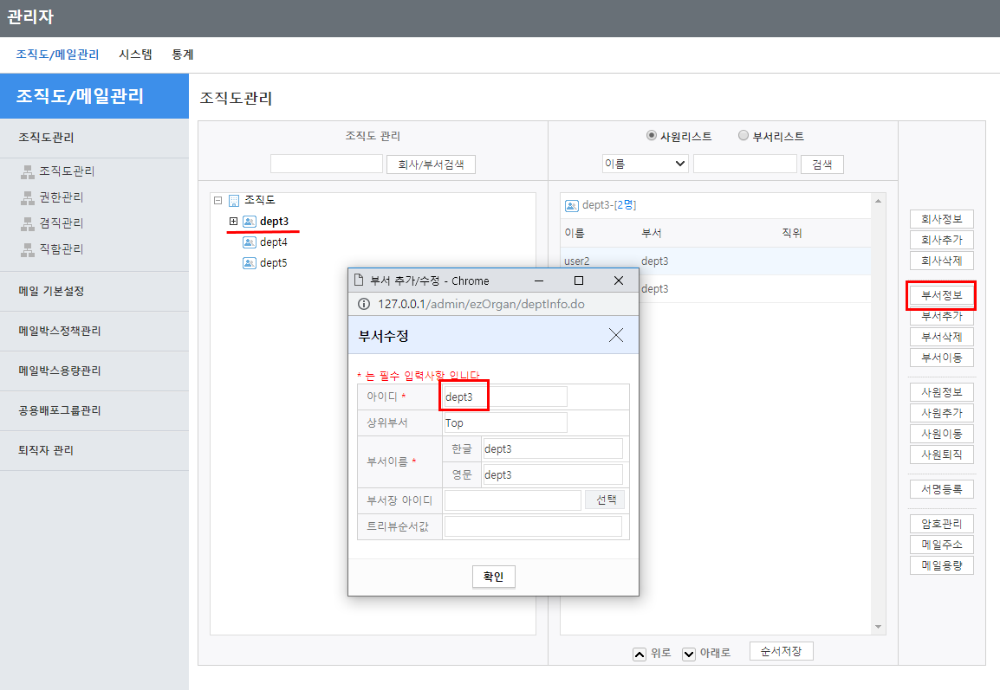 관리자
조직도/메일관리 시스템 통계
조직도/메일관리
조직도관리
조직도관리
권한관리
겸직관리
직함관리
메일 기본설정
메일박스정책관리
메일박스용량관리
공용배포그룹관리
퇴직자 관리
조직도관리
조직도 관리
회사/부서검색
조직도
dept3
dept4
dept5
사원리스트 부서리스트
이름 검색
dept3-[2명]
이름 부서 직위
user2 dept3
dept3
위로 아래로 순서저장
부서 추가/수정 - Chrome
127.0.0.1/admin/ezOrgan/deptInfo.do
부서수정
* 는 필수 입력사항 입니다
아이디 * dept3
상위부서 Top
부서이름 * 한글 dept3
영문 dept3
부서장 아이디 선택
트리뷰순서값
확인
회사정보
회사추가
회사삭제
부서정보
부서추가
부서삭제
부서이동
사원정보
사원추가
사원이동
사원퇴직
서명등록
암호관리
메일주소
메일용량